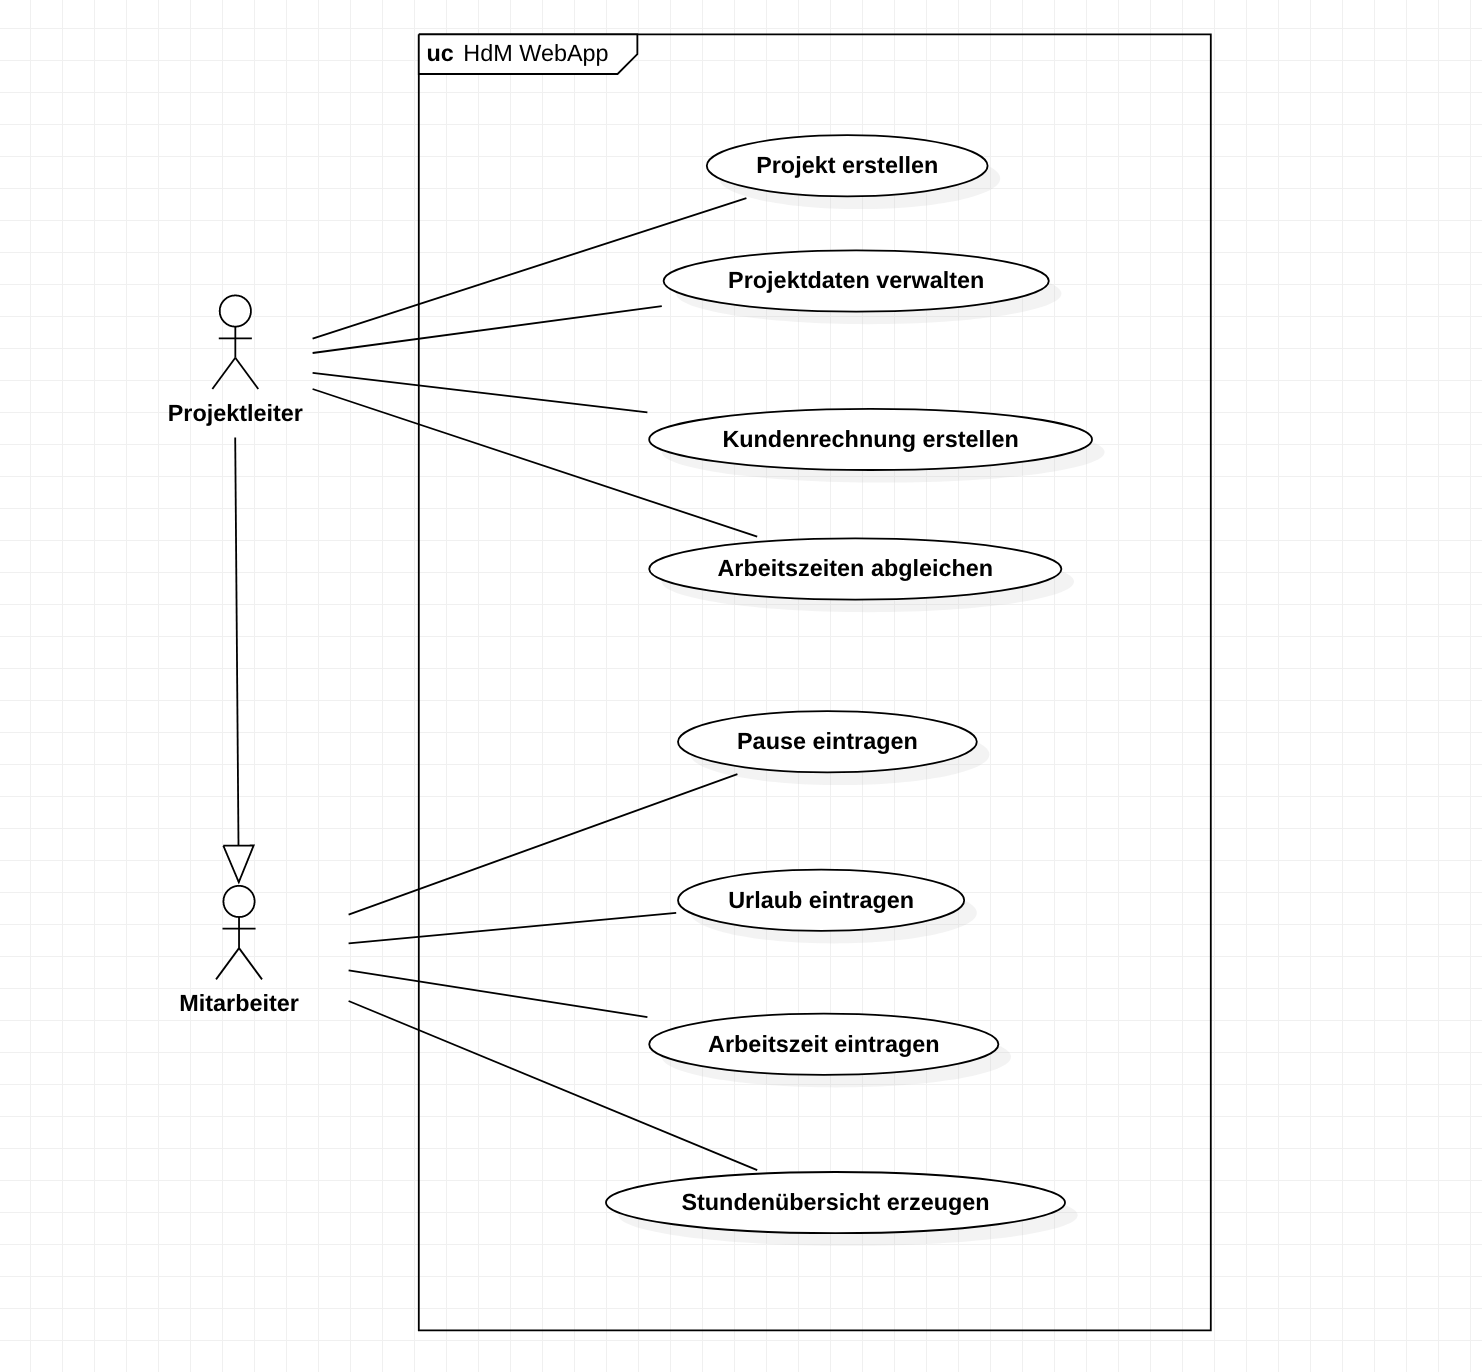 uc HdM WebApp
Projekt erstellen
Projektdaten verwalten
Projektleiter
Kundenrechnung erstellen
Arbeitszeiten abgleichen
Pause eintragen
Urlaub eintragen
Mitarbeiter
Arbeitszeit eintragen
Stundenübersicht erzeugen